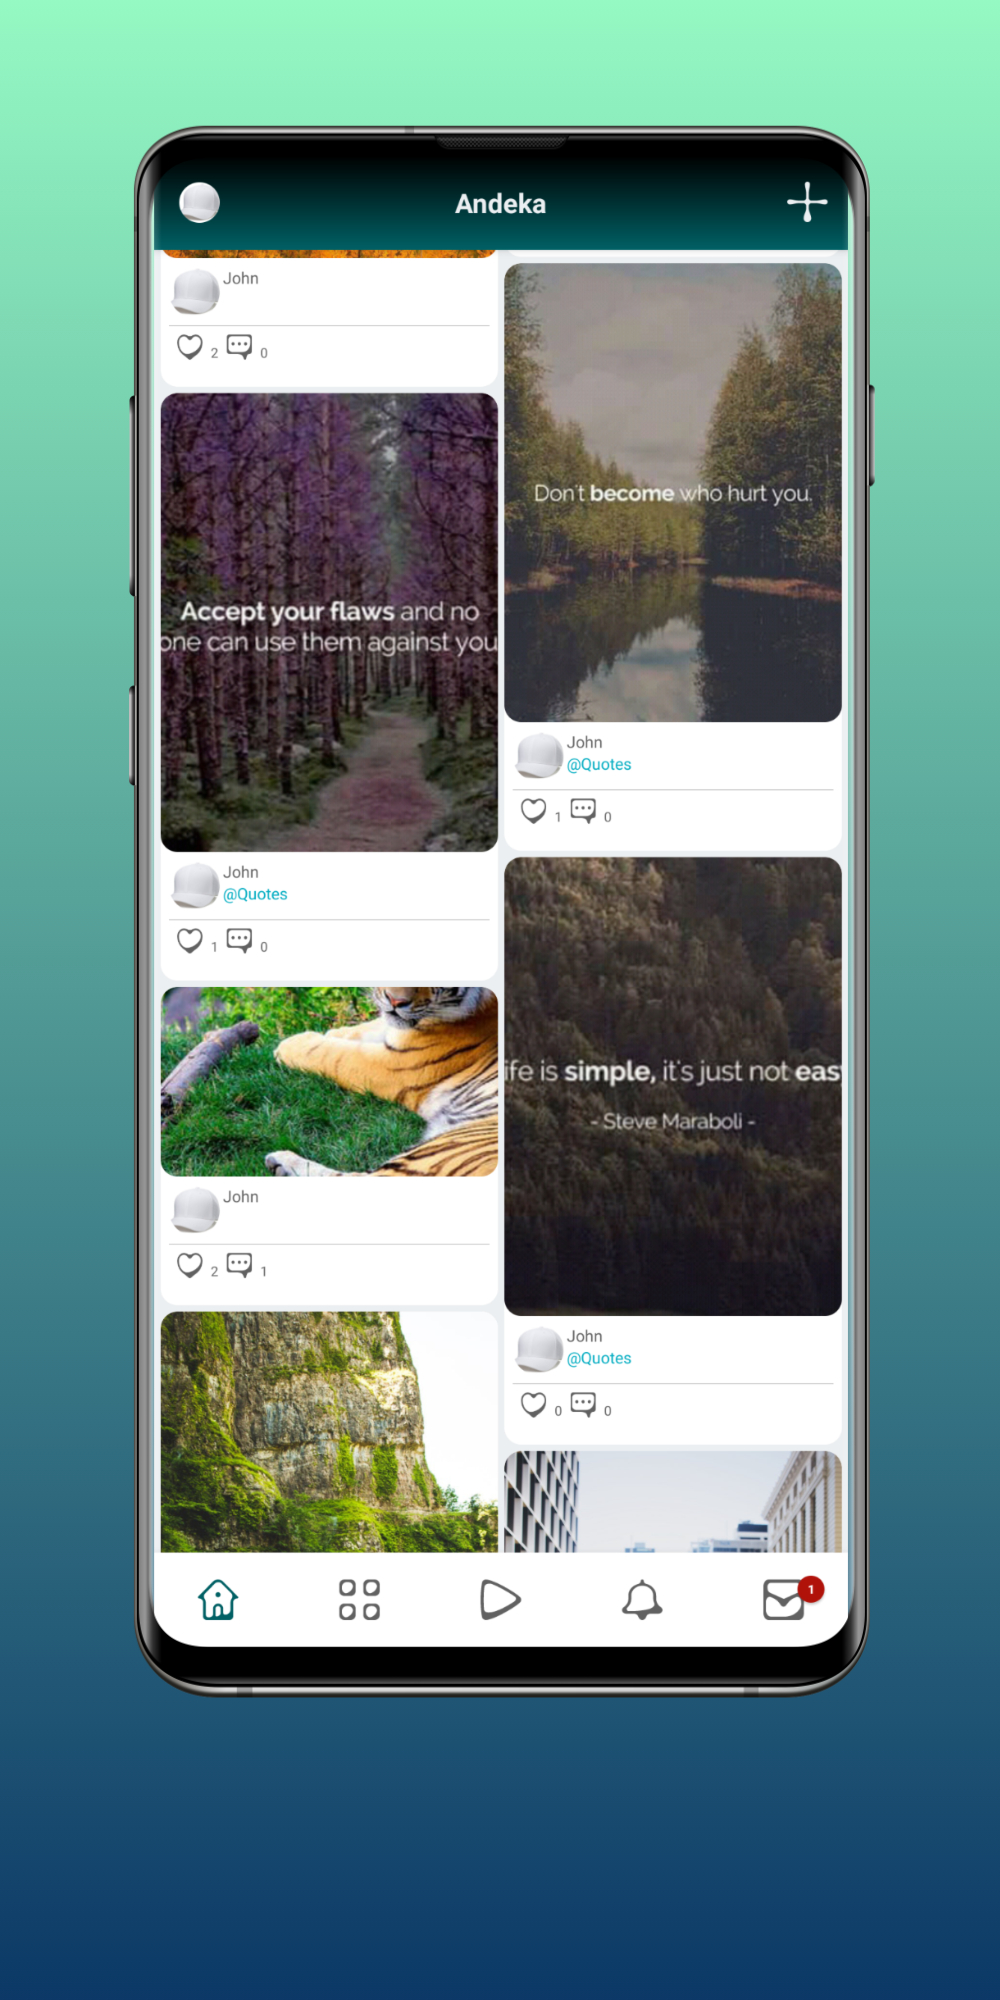 Andeka
John
2 0
Accept your flaws and no
one can use them against you
John
@Quotes
1 0
John
2 1
Don't become who hurt you.
John
@Quotes
1 0
ife is simple, it's just not eas
- Steve Maraboli -
John
@Quotes
0 0
1